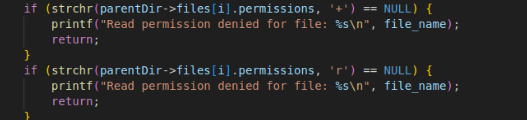 if (strchr(parentDir->files[i].permissions, '+') == NULL) {
printf("Read permission denied for file: %s\n", file_name);
return;
}
if (strchr(parentDir->files[i].permissions, 'r') == NULL) {
printf("Read permission denied for file: %s\n", file_name);
return;
}